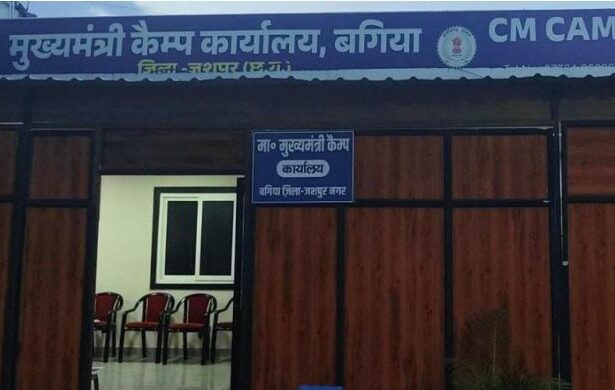 मुख्यमंत्री कैम्प कार्यालय, बगिया
CM CAM
जिला -जशपुर (छ.ग.)
मा० मुख्यमंत्री कैम्प
कार्यालय
बगिया ज़िला-जशपुर नगर